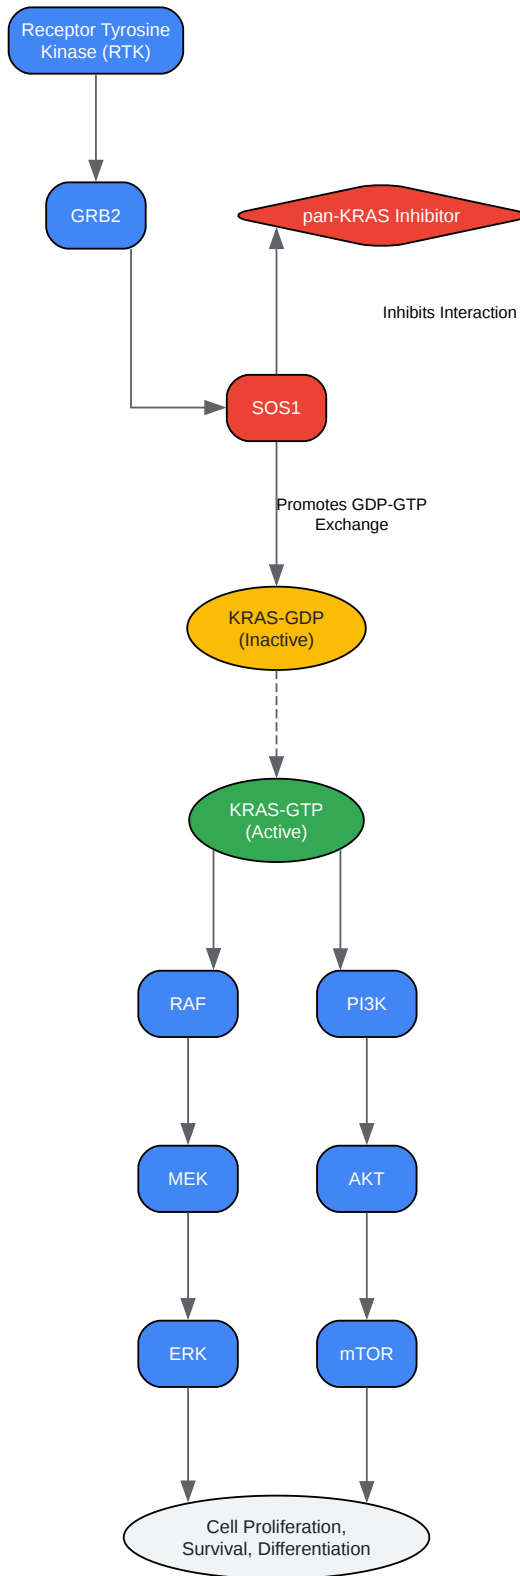 Receptor Tyrosine
Kinase (RTK)
GRB2
pan-KRAS Inhibitor
Inhibits Interaction
SOS1
Promotes GDP-GTP
Exchange
KRAS-GDP
(Inactive)
KRAS-GTP
(Active)
RAF
PI3K
MEK
AKT
ERK
mTOR
Cell Proliferation,
Survival, Differentiation